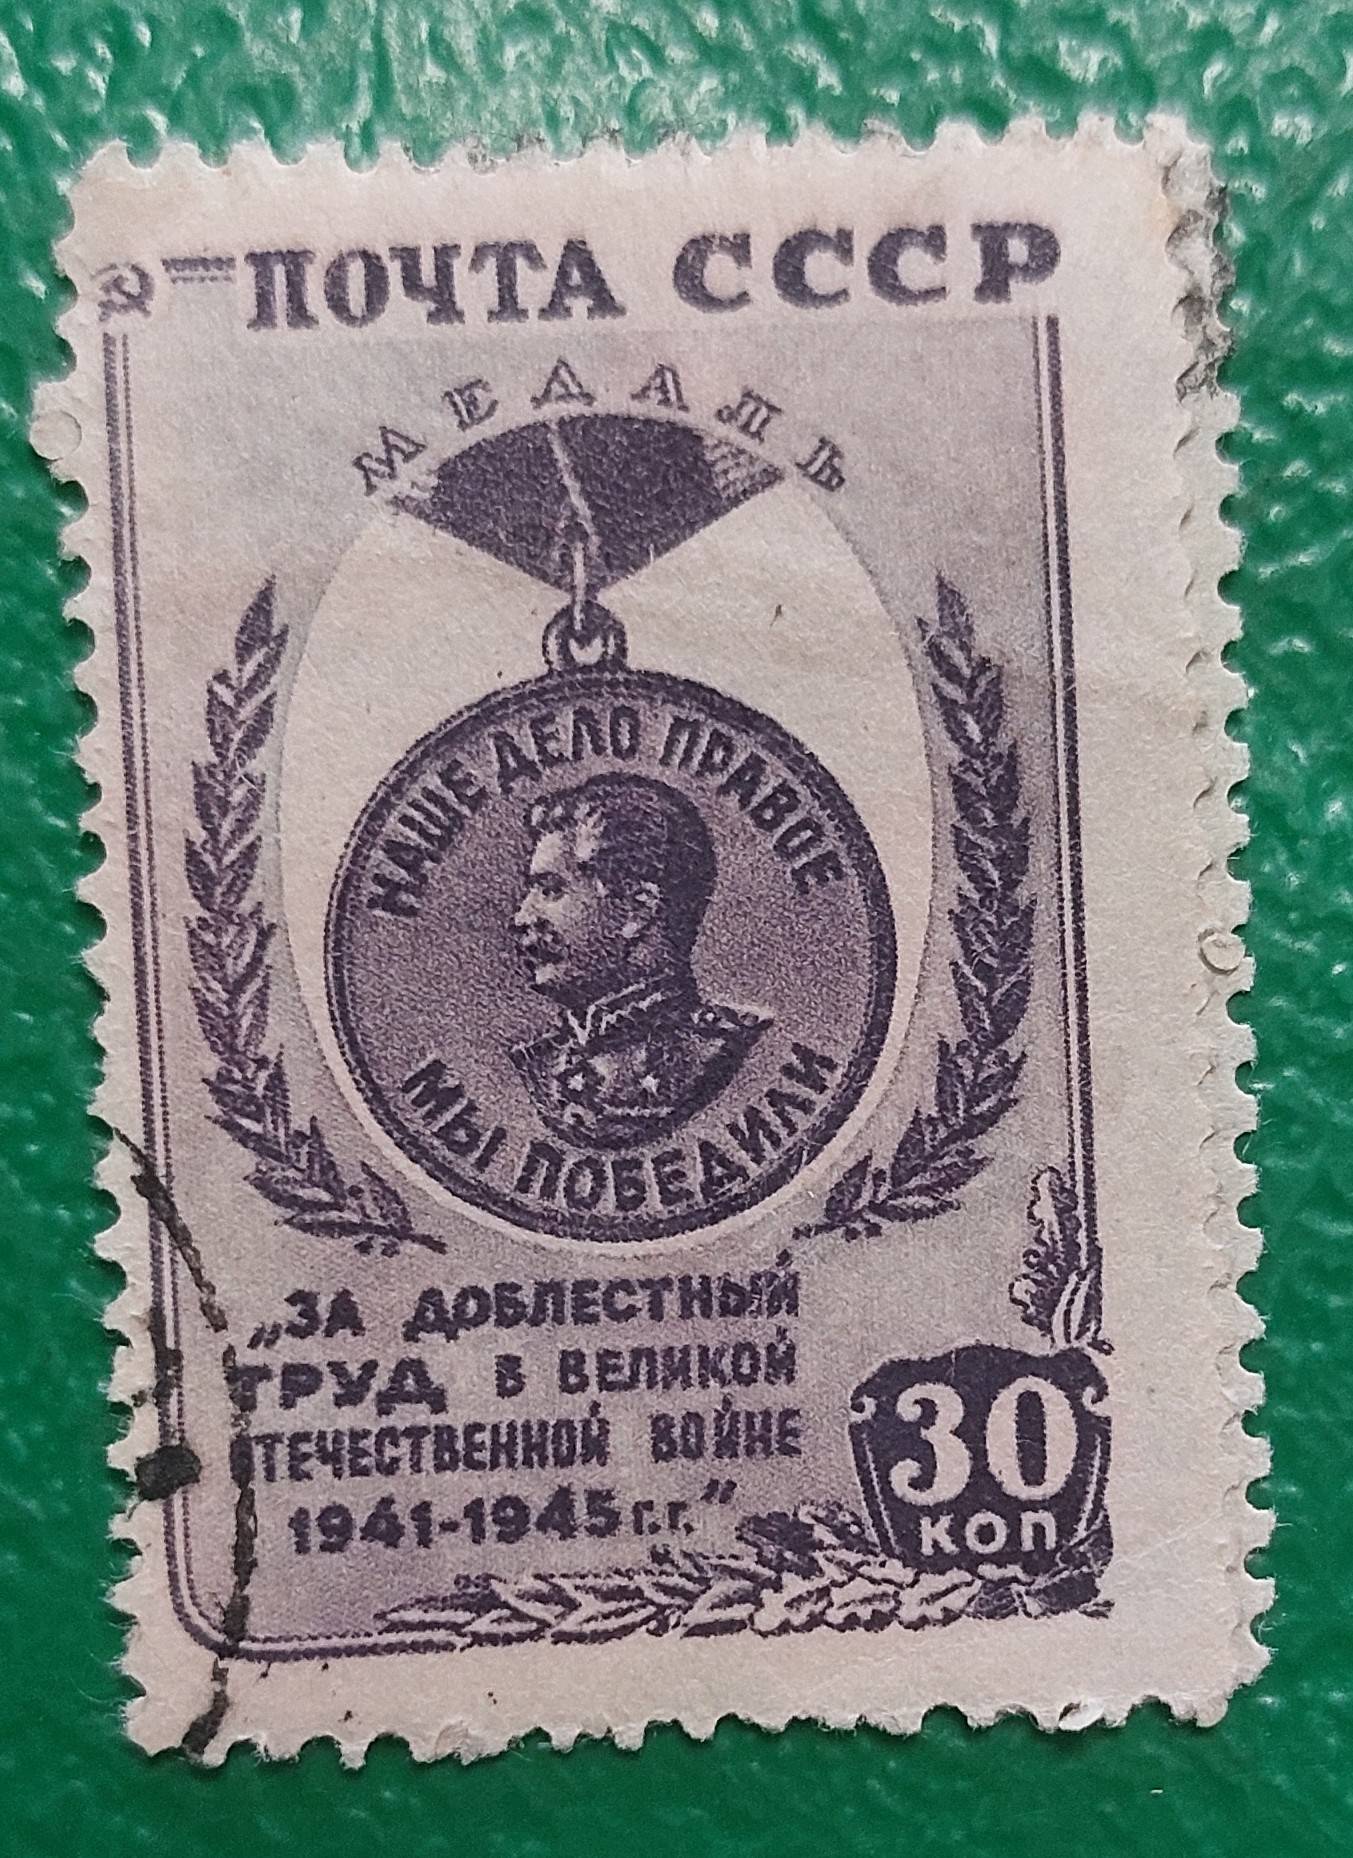 ПОЧТА СССР
МЕДАЛЬ
НАШЕ ДЕЛО ПРАВОЕ
МЫ ПОБЕДИЛИ
„ЗА ДОБЛЕСТНЫЙ
ТРУД В ВЕЛИКОЙ
ОТЕЧЕСТВЕННОЙ ВОЙНЕ
1941-1945 г.г."
30
КОП